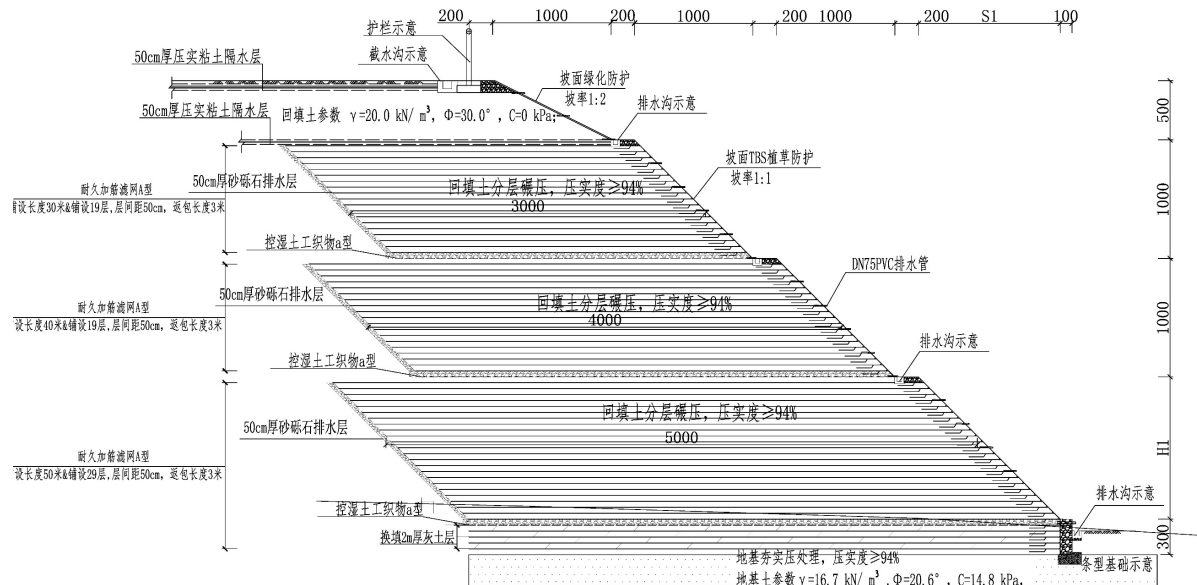 200 1000 200 1000 200 1000 200 S1 100
护栏示意
50cm厚压实粘土隔水层
截水沟示意
坡面绿化防护
坡率1:2
50cm厚压实粘土隔水层
回填土参数 γ=20.0 kN/ m³, Φ=30.0° , C=0 kPa;
排水沟示意
500
坡面TBS植草防护
坡率1:1
耐久加筋滤网A型
50cm厚砂砾石排水层
回填土分层碾压, 压实度≥94%
3000
铺设长度30米&铺设19层,层间距50cm, 返包长度3米
1000
控湿土工织物a型
DN75PVC排水管
50cm厚砂砾石排水层
回填土分层碾压, 压实度≥94%
4000
耐久加筋滤网A型
设长度40米&铺设19层,层间距50cm, 返包长度3米
1000
排水沟示意
控湿土工织物a型
回填土分层碾压, 压实度≥94%
5000
50cm厚砂砾石排水层
H1
耐久加筋滤网A型
设长度50米&铺设29层,层间距50cm, 返包长度3米
排水沟示意
控湿土工织物a型
换填2m厚灰土层
300
地基夯实压处理, 压实度≥94%
条型基础示意
地基土参数 γ=16.7 kN/ m³ , Φ=20.6° , C=14.8 kPa,